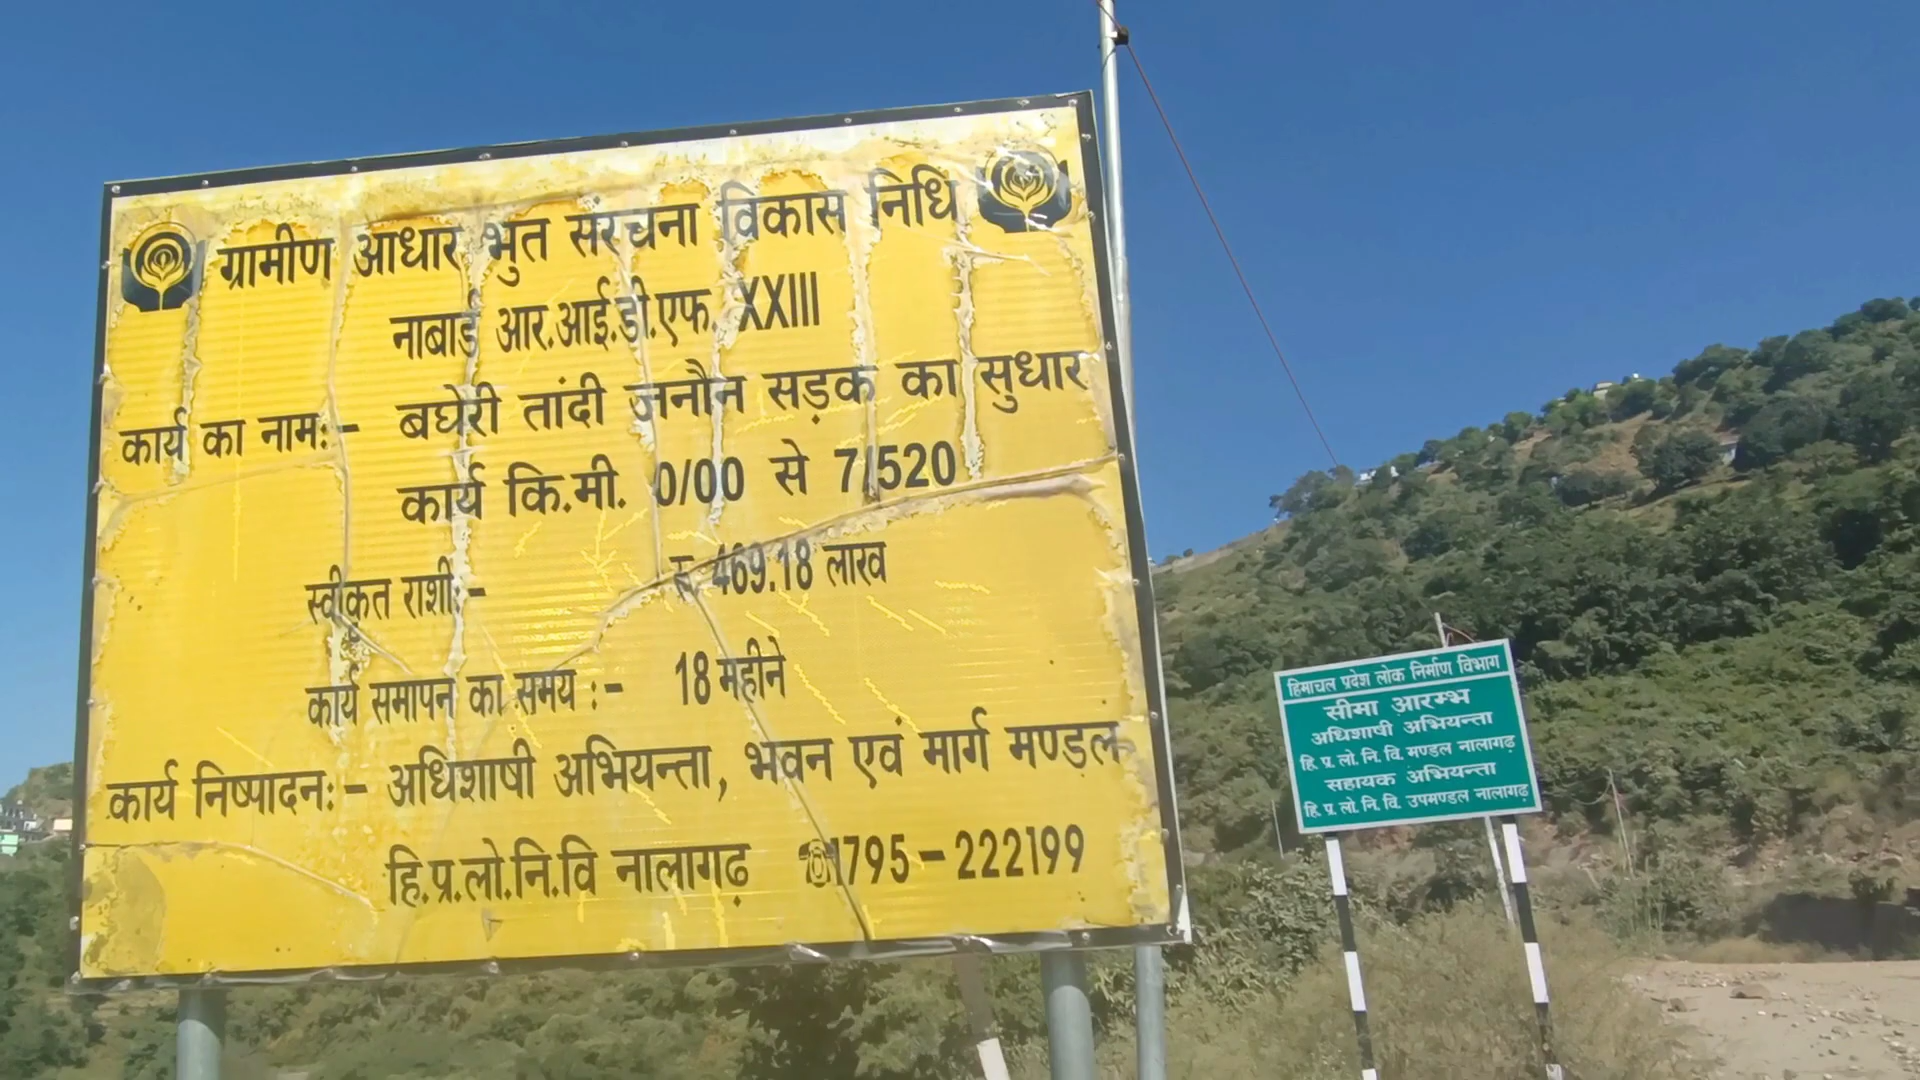 ग्रामीण आधार भुत संरचना विकास निधि
नाबार्ड आर.आई.डी.एफ. XXIII
कार्य का नामः- बघेरी तांदी जनौन सड़क का सुधार
कार्य कि.मी. 0/00 से 7/520
स्वीकृत राशीः- रु 469.18 लाख
कार्य समापन का समय :- 18 महीने
कार्य निष्पादनः- अधिशाषी अभियन्ता, भवन एवं मार्ग मण्डल
हि.प्र.लो.नि.वि नालागढ़ ☎1795-222199
हिमाचल प्रदेश लोक निर्माण विभाग
सीमा आरम्भ
अधिशाषी अभियन्ता
हि. प्र. लो. नि. वि. मण्डल नालागढ़
सहायक अभियन्ता
हि. प्र. लो. नि. वि. उपमण्डल नालागढ़